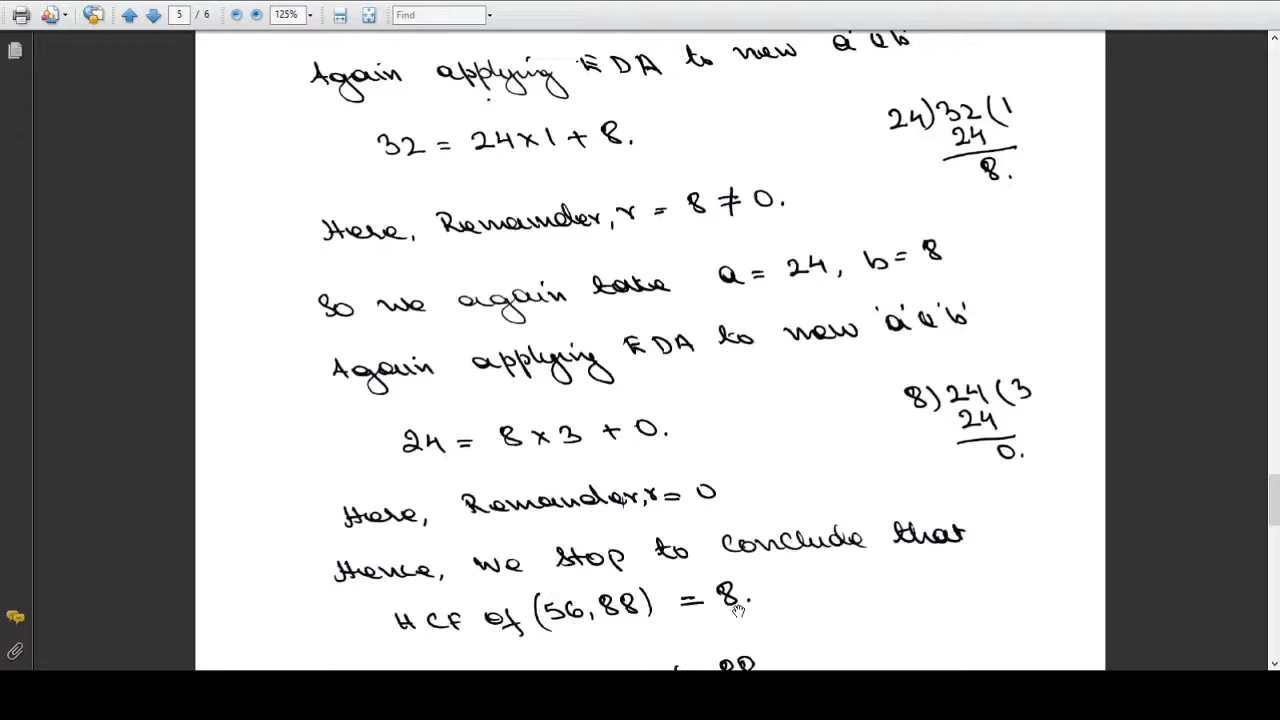 5 / 6
125%
Find
Again applying EDA to new 'a' & 'b'
32 = 24×1 + 8.
24)32(1
24
8.
Here, Remainder, r = 8 ≠ 0.
So we again take a = 24, b = 8
Again applying EDA to new 'a' & 'b'
24 = 8 × 3 + 0.
8)24(3
24
0.
Here, Remainder, r = 0
Hence, we stop to conclude that
HCF of (56,88) = 8.